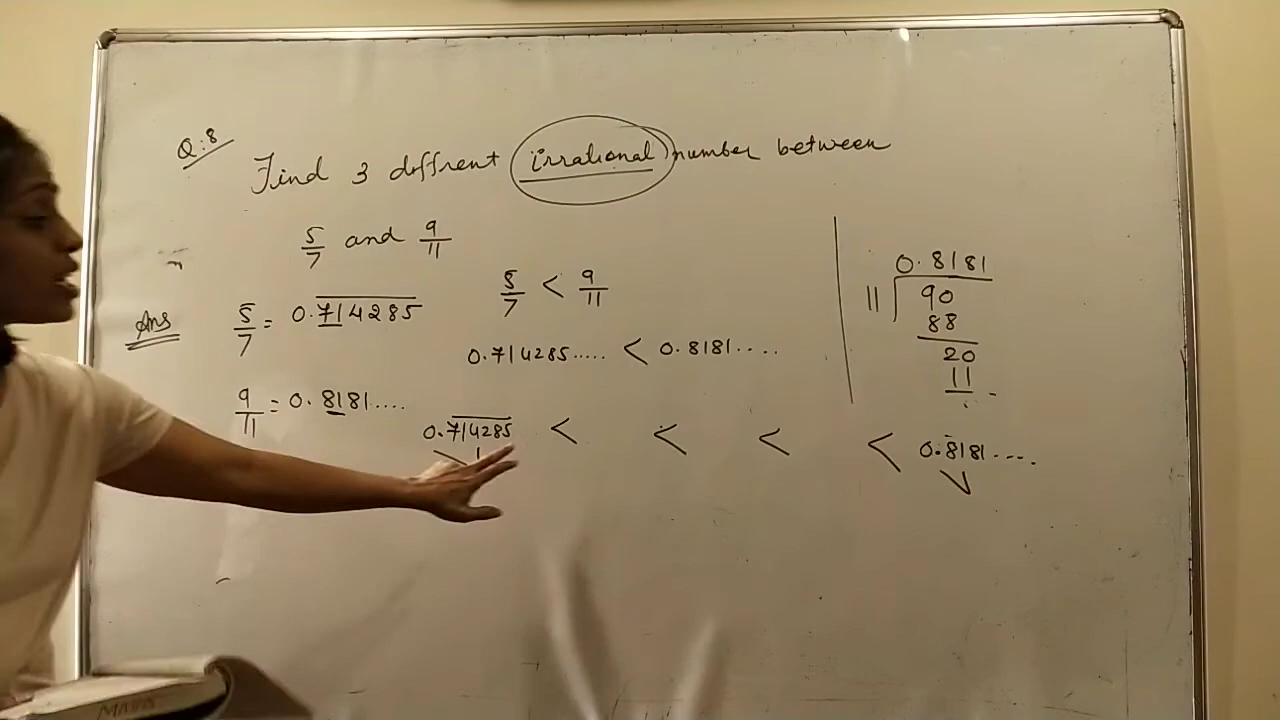 Q:8
Find 3 diffrent irrational number between
5/7 and 9/11
5/7 < 9/11
Ans
5/7 = 0.714285
0.714285..... < 0.8181....
9/11 = 0.8181....
0.714285 < < < < 0.8181....
0.8181
11
90
88
20
11
MATHS